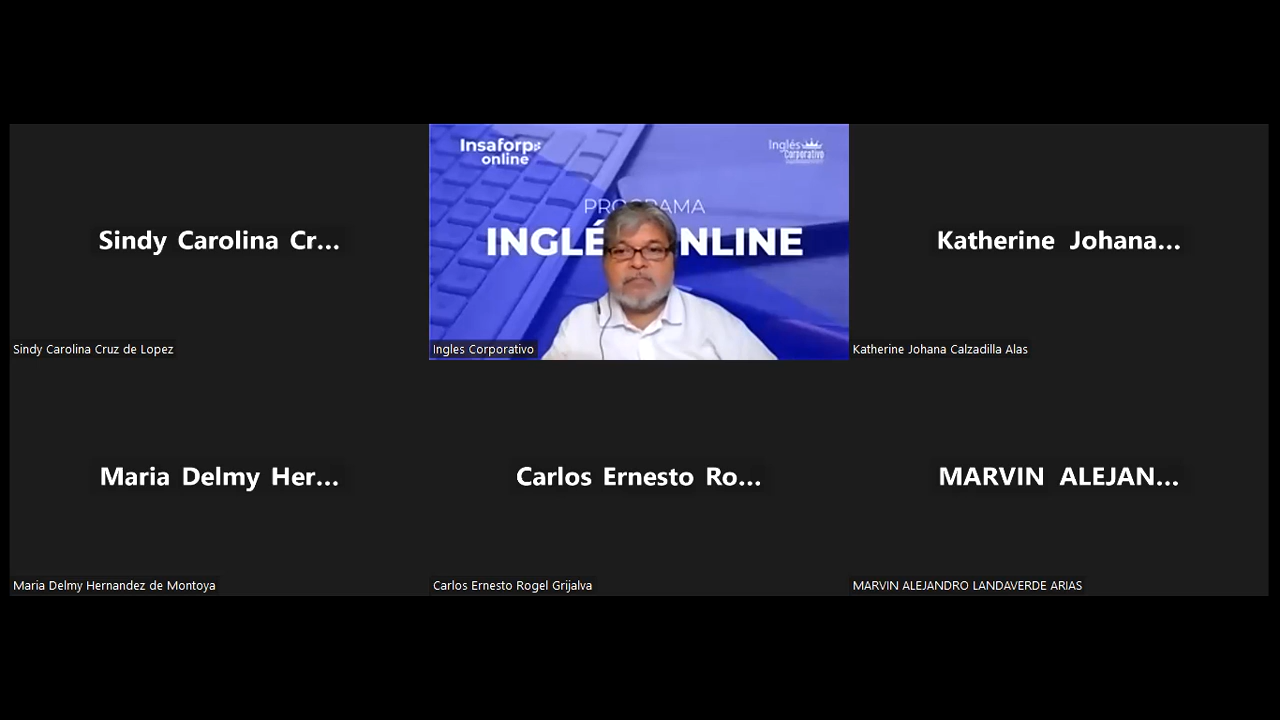 Sindy Carolina Cr...
Sindy Carolina Cruz de Lopez
Insaforp
online
Inglés
Corporativo
PROGRAMA
INGLÉ NLINE
Ingles Corporativo
Katherine Johana...
Katherine Johana Calzadilla Alas
Maria Delmy Her...
Maria Delmy Hernandez de Montoya
Carlos Ernesto Ro...
Carlos Ernesto Rogel Grijalva
MARVIN ALEJAN...
MARVIN ALEJANDRO LANDAVERDE ARIAS